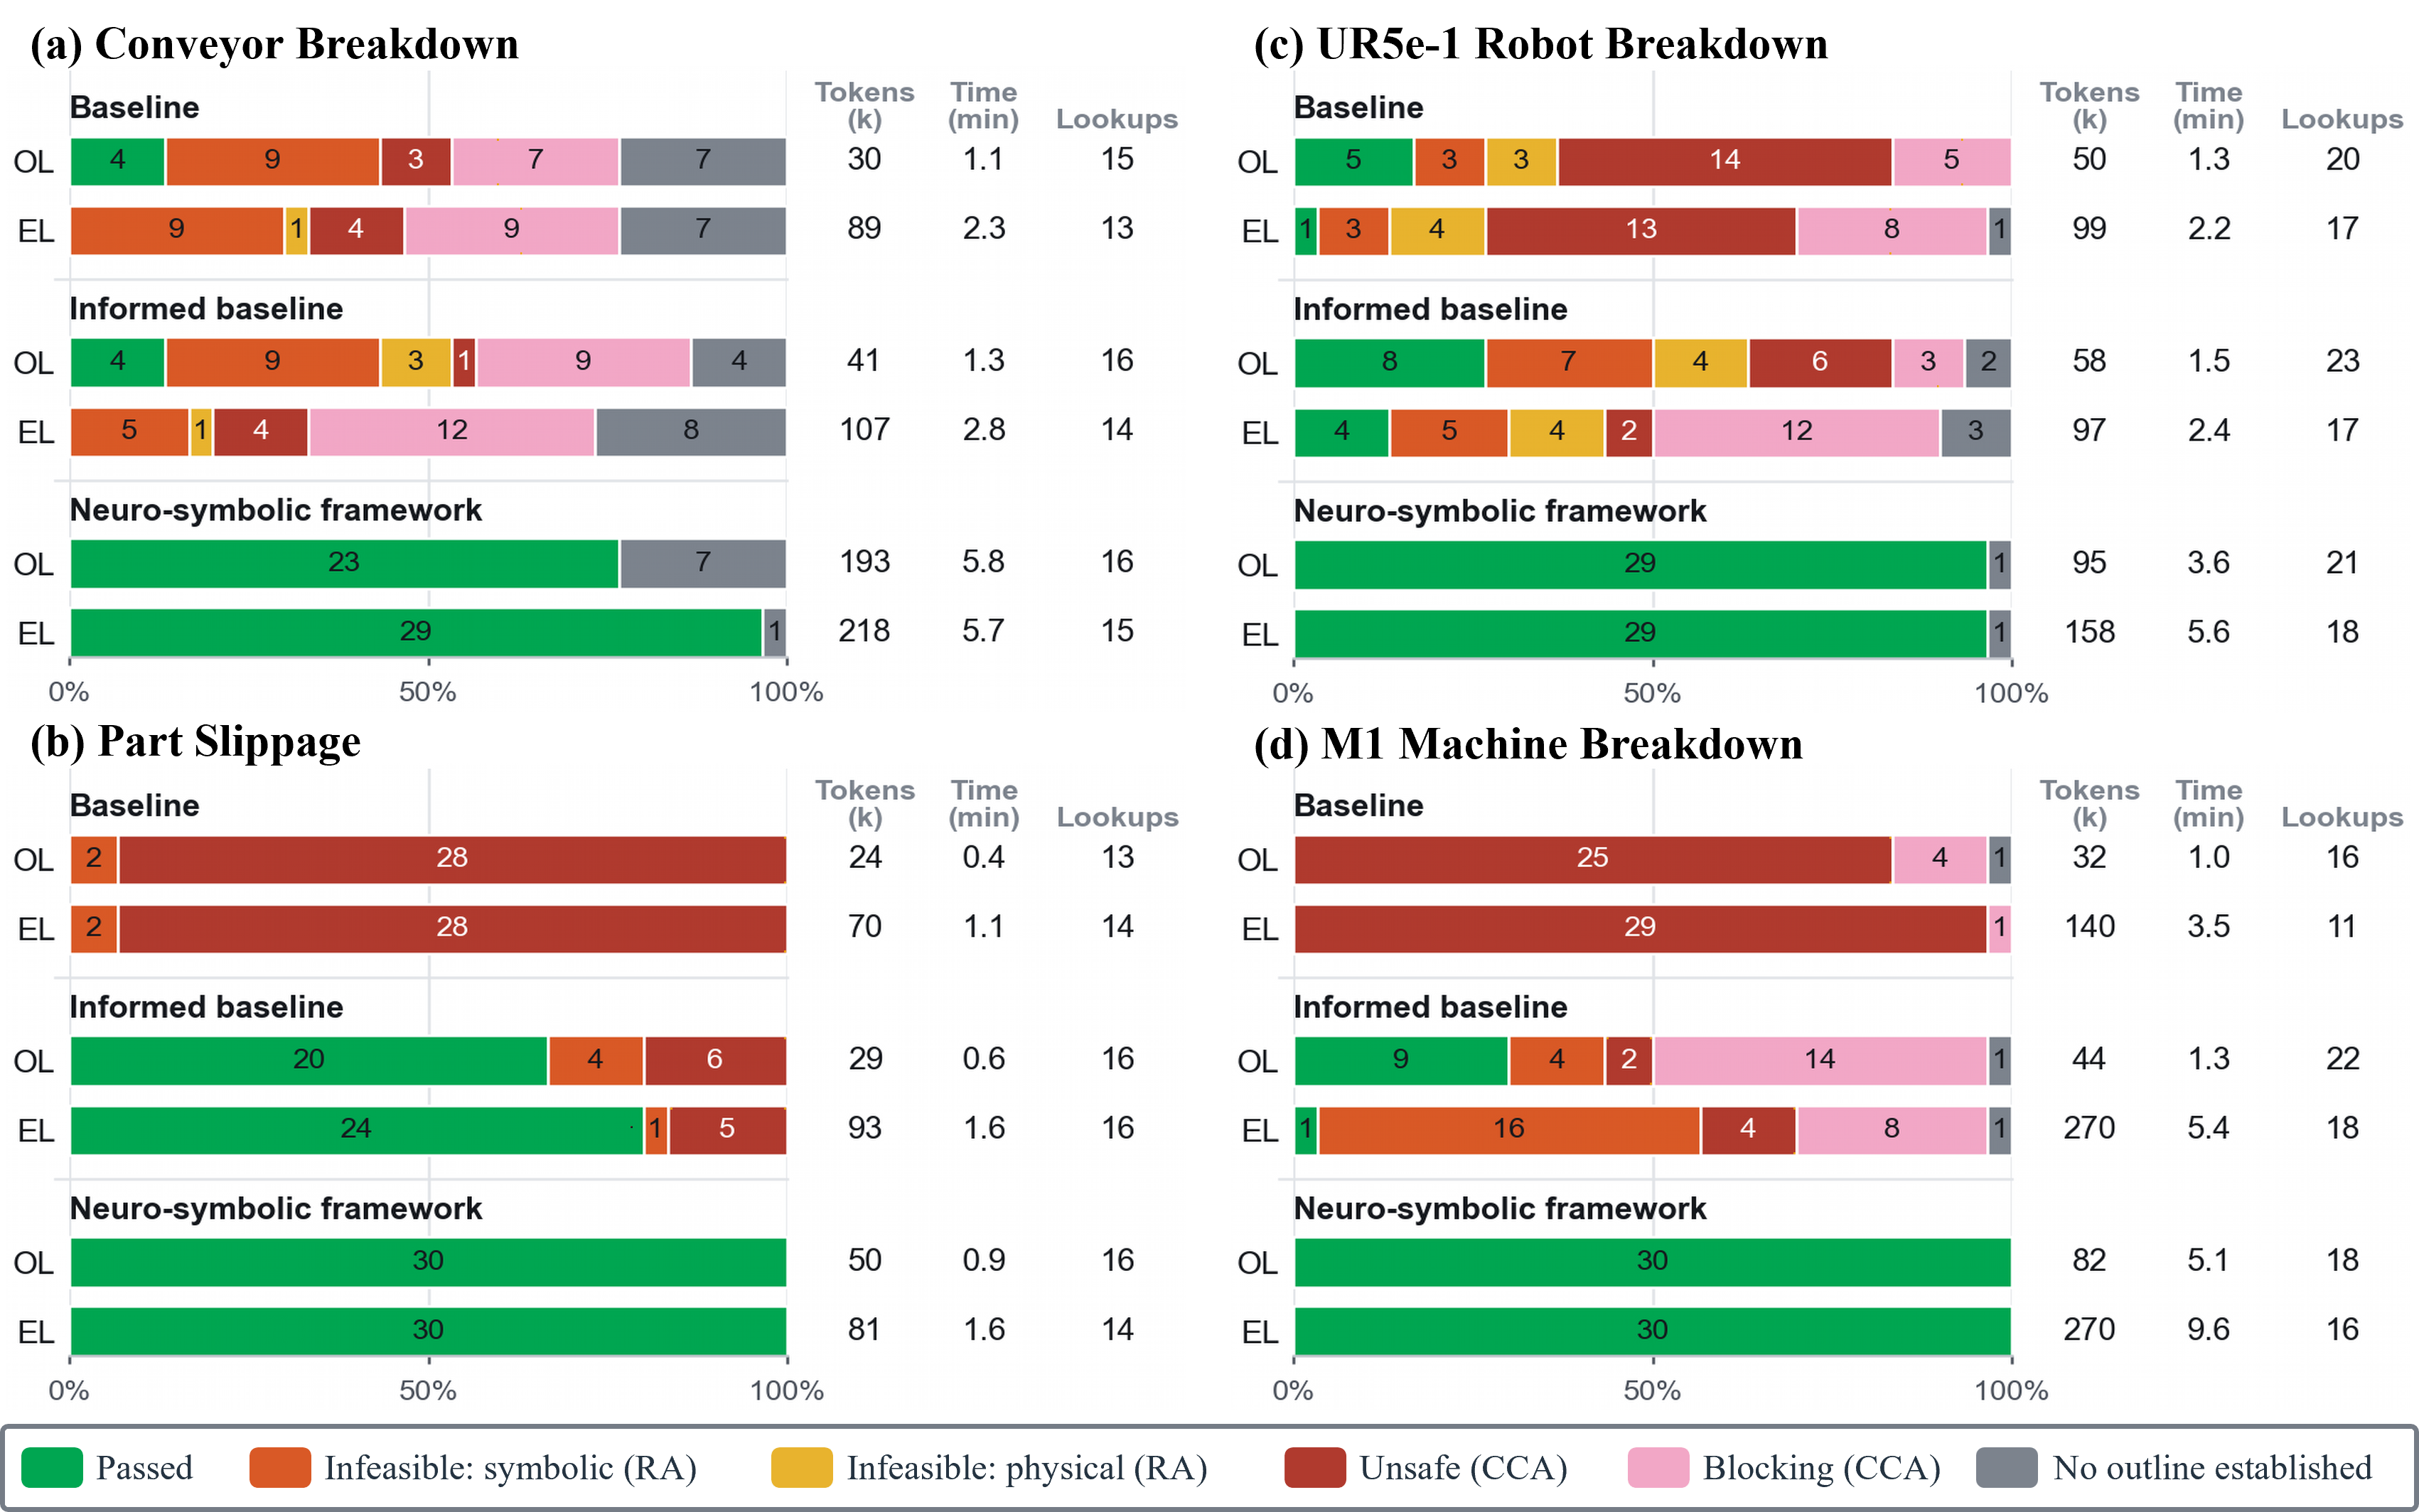 (a) Conveyor Breakdown
Tokens (k) Time (min) Lookups
Baseline
OL 4 9 3 7 7 30 1.1 15
EL 9 1 4 9 7 89 2.3 13
Informed baseline
OL 4 9 3 1 9 4 41 1.3 16
EL 5 1 4 12 8 107 2.8 14
Neuro-symbolic framework
OL 23 7 193 5.8 16
EL 29 1 218 5.7 15
0% 50% 100%
(b) Part Slippage
Tokens (k) Time (min) Lookups
Baseline
OL 2 28 24 0.4 13
EL 2 28 70 1.1 14
Informed baseline
OL 20 4 6 29 0.6 16
EL 24 1 5 93 1.6 16
Neuro-symbolic framework
OL 30 50 0.9 16
EL 30 81 1.6 14
0% 50% 100%
(c) UR5e-1 Robot Breakdown
Tokens (k) Time (min) Lookups
Baseline
OL 5 3 3 14 5 50 1.3 20
EL 1 3 4 13 8 1 99 2.2 17
Informed baseline
OL 8 7 4 6 3 2 58 1.5 23
EL 4 5 4 2 12 3 97 2.4 17
Neuro-symbolic framework
OL 29 1 95 3.6 21
EL 29 1 158 5.6 18
0% 50% 100%
(d) M1 Machine Breakdown
Tokens (k) Time (min) Lookups
Baseline
OL 25 4 1 32 1.0 16
EL 29 1 140 3.5 11
Informed baseline
OL 9 4 2 14 1 44 1.3 22
EL 1 16 4 8 1 270 5.4 18
Neuro-symbolic framework
OL 30 82 5.1 18
EL 30 270 9.6 16
0% 50% 100%
Passed Infeasible: symbolic (RA) Infeasible: physical (RA) Unsafe (CCA) Blocking (CCA) No outline established